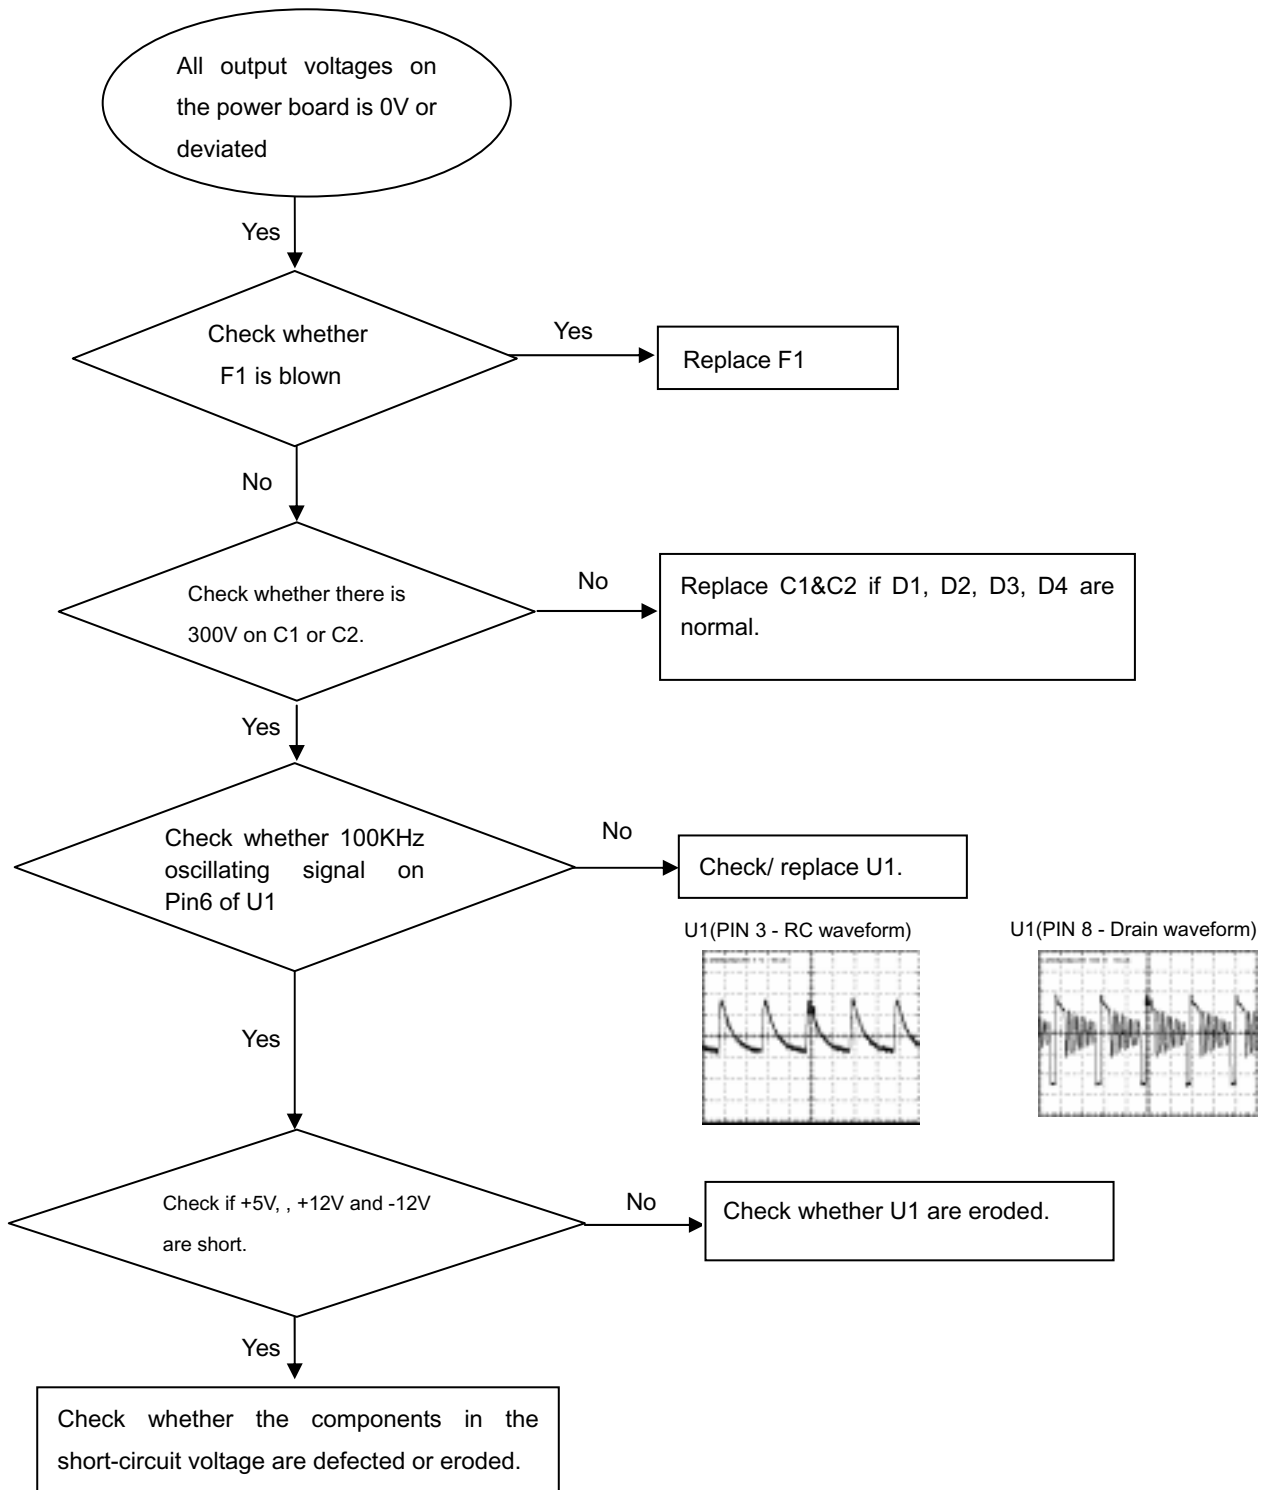 All output voltages on
the power board is 0V or
deviated
Yes
Check whether
F1 is blown
Yes
Replace F1
No
Check whether there is
300V on C1 or C2.
No
Replace C1&C2 if D1, D2, D3, D4 are
normal.
Yes
Check whether 100KHz
oscillating signal on
Pin6 of U1
No
Check/ replace U1.
U1(PIN 3 - RC waveform)
U1(PIN 8 - Drain waveform)
Yes
Check if +5V, , +12V and -12V
are short.
No
Check whether U1 are eroded.
Yes
Check whether the components in the
short-circuit voltage are defected or eroded.